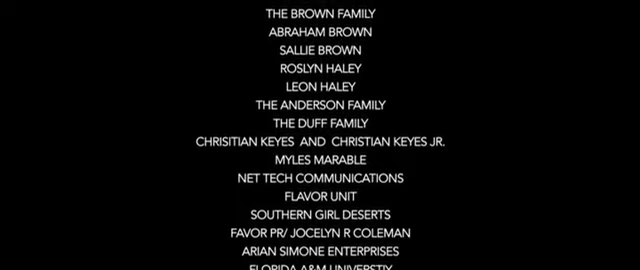 THE BROWN FAMILY
ABRAHAM BROWN
SALLIE BROWN
ROSLYN HALEY
LEON HALEY
THE ANDERSON FAMILY
THE DUFF FAMILY
CHRISITIAN KEYES AND CHRISTIAN KEYES JR.
MYLES MARABLE
NET TECH COMMUNICATIONS
FLAVOR UNIT
SOUTHERN GIRL DESERTS
FAVOR PR/ JOCELYN R COLEMAN
ARIAN SIMONE ENTERPRISES
FLORIDA A&M UNIVERSTIY